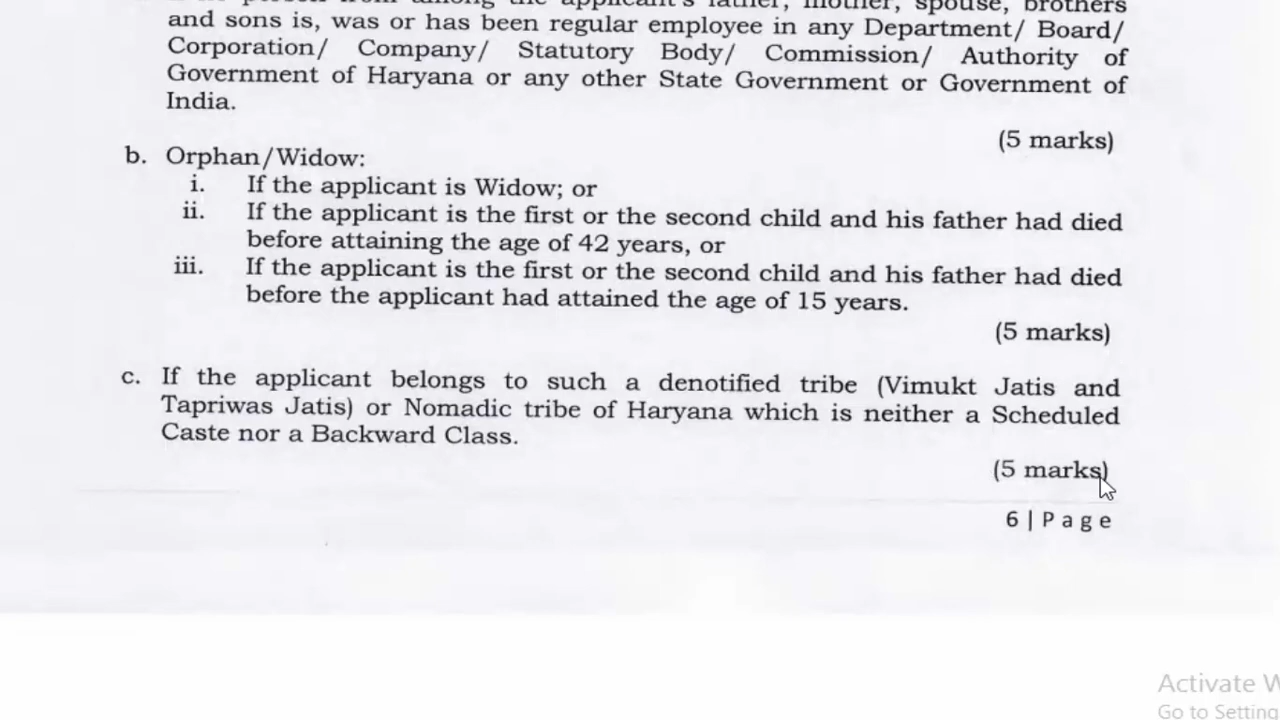 applicant's father, mother, spouse, brothers
and sons is, was or has been regular employee in any Department/ Board/
Corporation/ Company/ Statutory Body/ Commission/ Authority of
Government of Haryana or any other State Government or Government of
India.
(5 marks)
b. Orphan/Widow:
i. If the applicant is Widow; or
ii. If the applicant is the first or the second child and his father had died
before attaining the age of 42 years, or
iii. If the applicant is the first or the second child and his father had died
before the applicant had attained the age of 15 years.
(5 marks)
c. If the applicant belongs to such a denotified tribe (Vimukt Jatis and
Tapriwas Jatis) or Nomadic tribe of Haryana which is neither a Scheduled
Caste nor a Backward Class.
(5 marks)
6 | P a g e
Activate W
Go to Setting